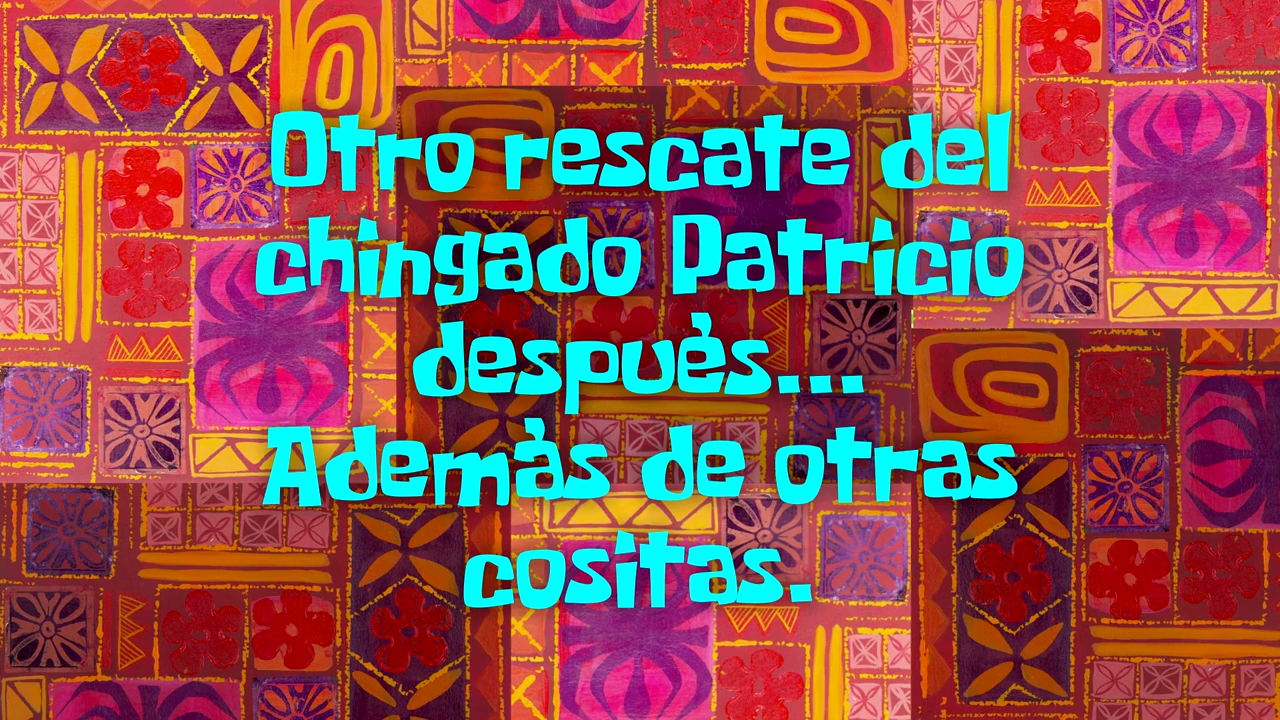 Otro rescate del
chingado Patricio
después...
Además de otras
cositas.